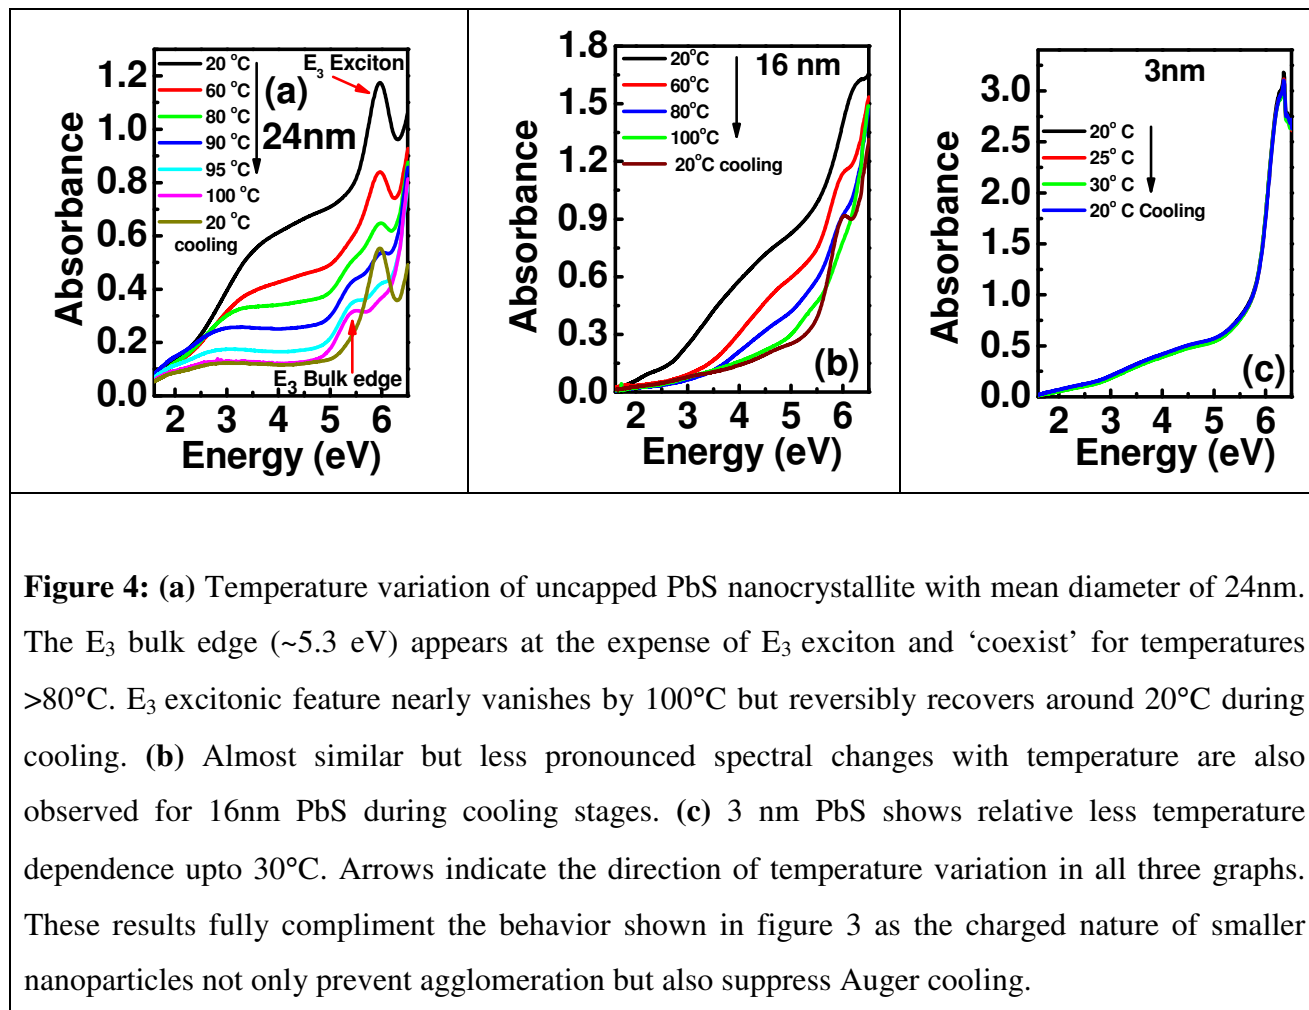 1.2
1.0
0.8
0.6
0.4
0.2
0.0
Absorbance
20 °C
60 °C
80 °C
90 °C
95 °C
100 °C
20 °C
cooling
(a)
24nm
E₃ Exciton
E₃ Bulk edge
2 3 4 5 6
Energy (eV)
1.8
1.5
1.2
0.9
0.6
0.3
0.0
Absorbance
20°C
60°C
80°C
100°C
20°C cooling
16 nm
(b)
2 3 4 5 6
Energy (eV)
3.0
2.5
2.0
1.5
1.0
0.5
0.0
Absorbance
3nm
20° C
25° C
30° C
20° C Cooling
(c)
2 3 4 5 6
Energy (eV)
Figure 4: (a) Temperature variation of uncapped PbS nanocrystallite with mean diameter of 24nm.
The E₃ bulk edge (~5.3 eV) appears at the expense of E₃ exciton and ‘coexist’ for temperatures
>80°C. E₃ excitonic feature nearly vanishes by 100°C but reversibly recovers around 20°C during
cooling. (b) Almost similar but less pronounced spectral changes with temperature are also
observed for 16nm PbS during cooling stages. (c) 3 nm PbS shows relative less temperature
dependence upto 30°C. Arrows indicate the direction of temperature variation in all three graphs.
These results fully compliment the behavior shown in figure 3 as the charged nature of smaller
nanoparticles not only prevent agglomeration but also suppress Auger cooling.